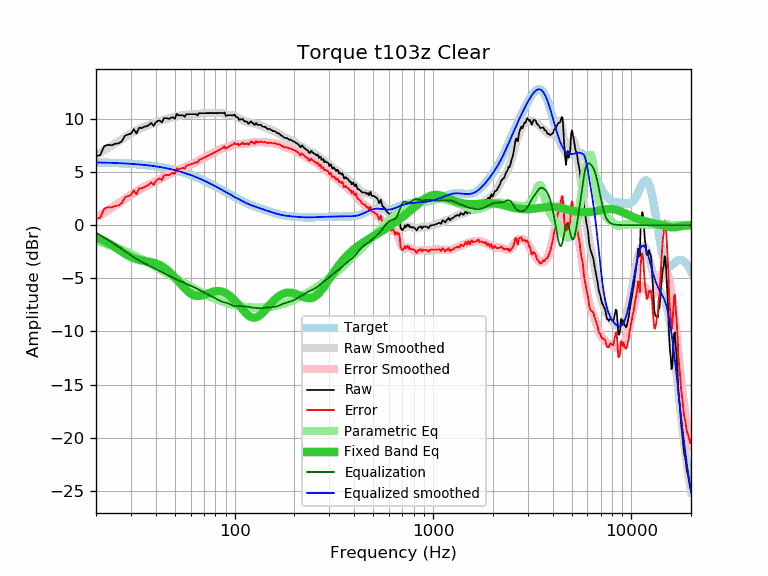 Torque t103z Clear
10
5
0
−5
−10
−15
−20
−25
Amplitude (dBr)
Target
Raw Smoothed
Error Smoothed
Raw
Error
Parametric Eq
Fixed Band Eq
Equalization
Equalized smoothed
100 1000 10000
Frequency (Hz)